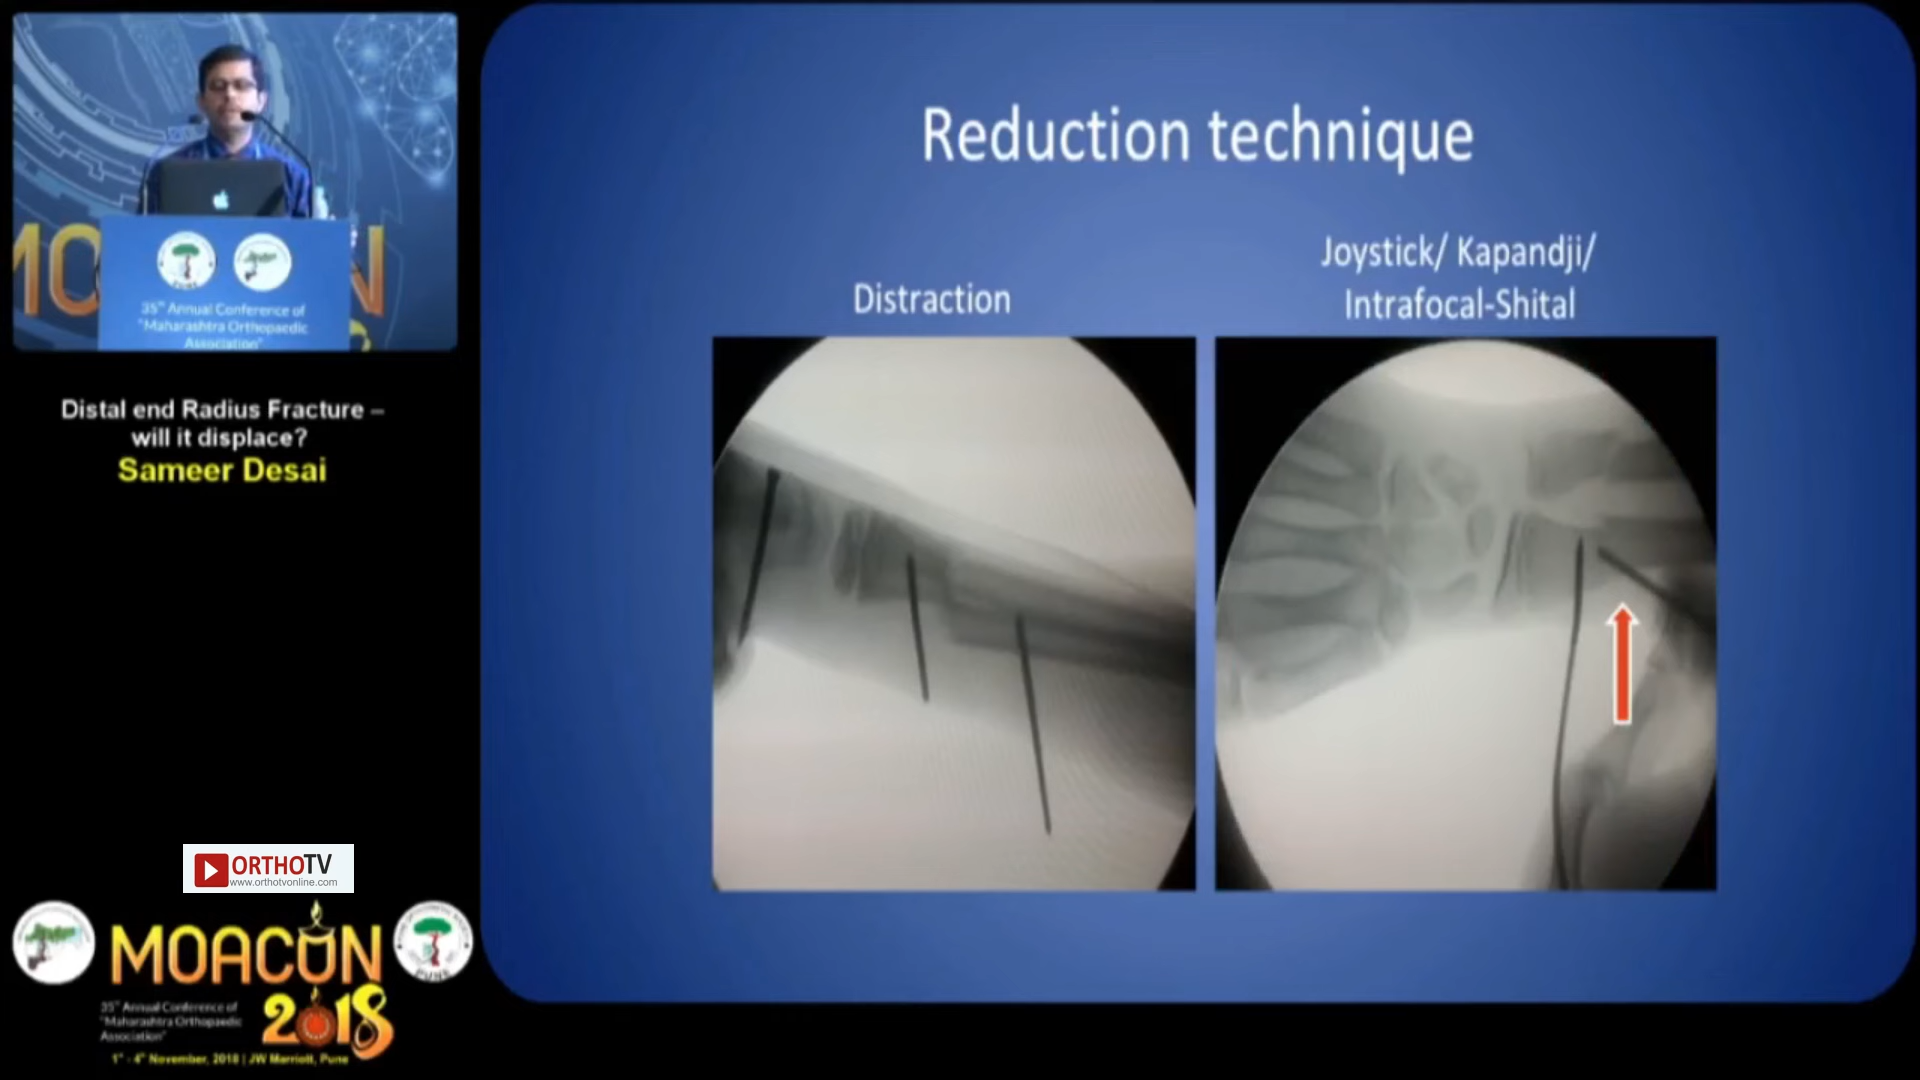 Reduction technique
Distraction
Joystick/ Kapandji/
Intrafocal-Shital
MO
N
35th Annual Conference of
"Maharashtra Orthopaedic
Association"
Distal end Radius Fracture –
will it displace?
Sameer Desai
ORTHOTV
www.orthotvonline.com
MOACON
2018
35th Annual Conference of
"Maharashtra Orthopaedic
Association"
1st - 4th November, 2018 | JW Marriott, Pune
PUNE